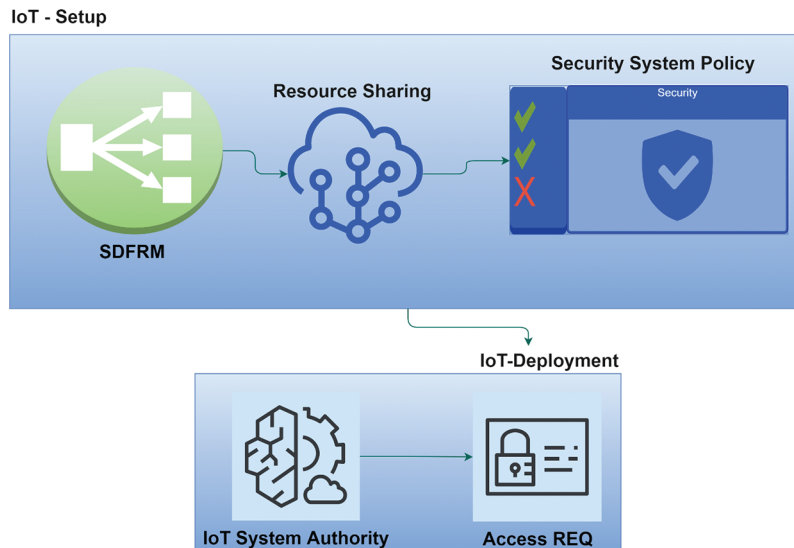 IoT - Setup
Security System Policy
Resource Sharing
Security
SDFRM
IoT-Deployment
IoT System Authority
Access REQ